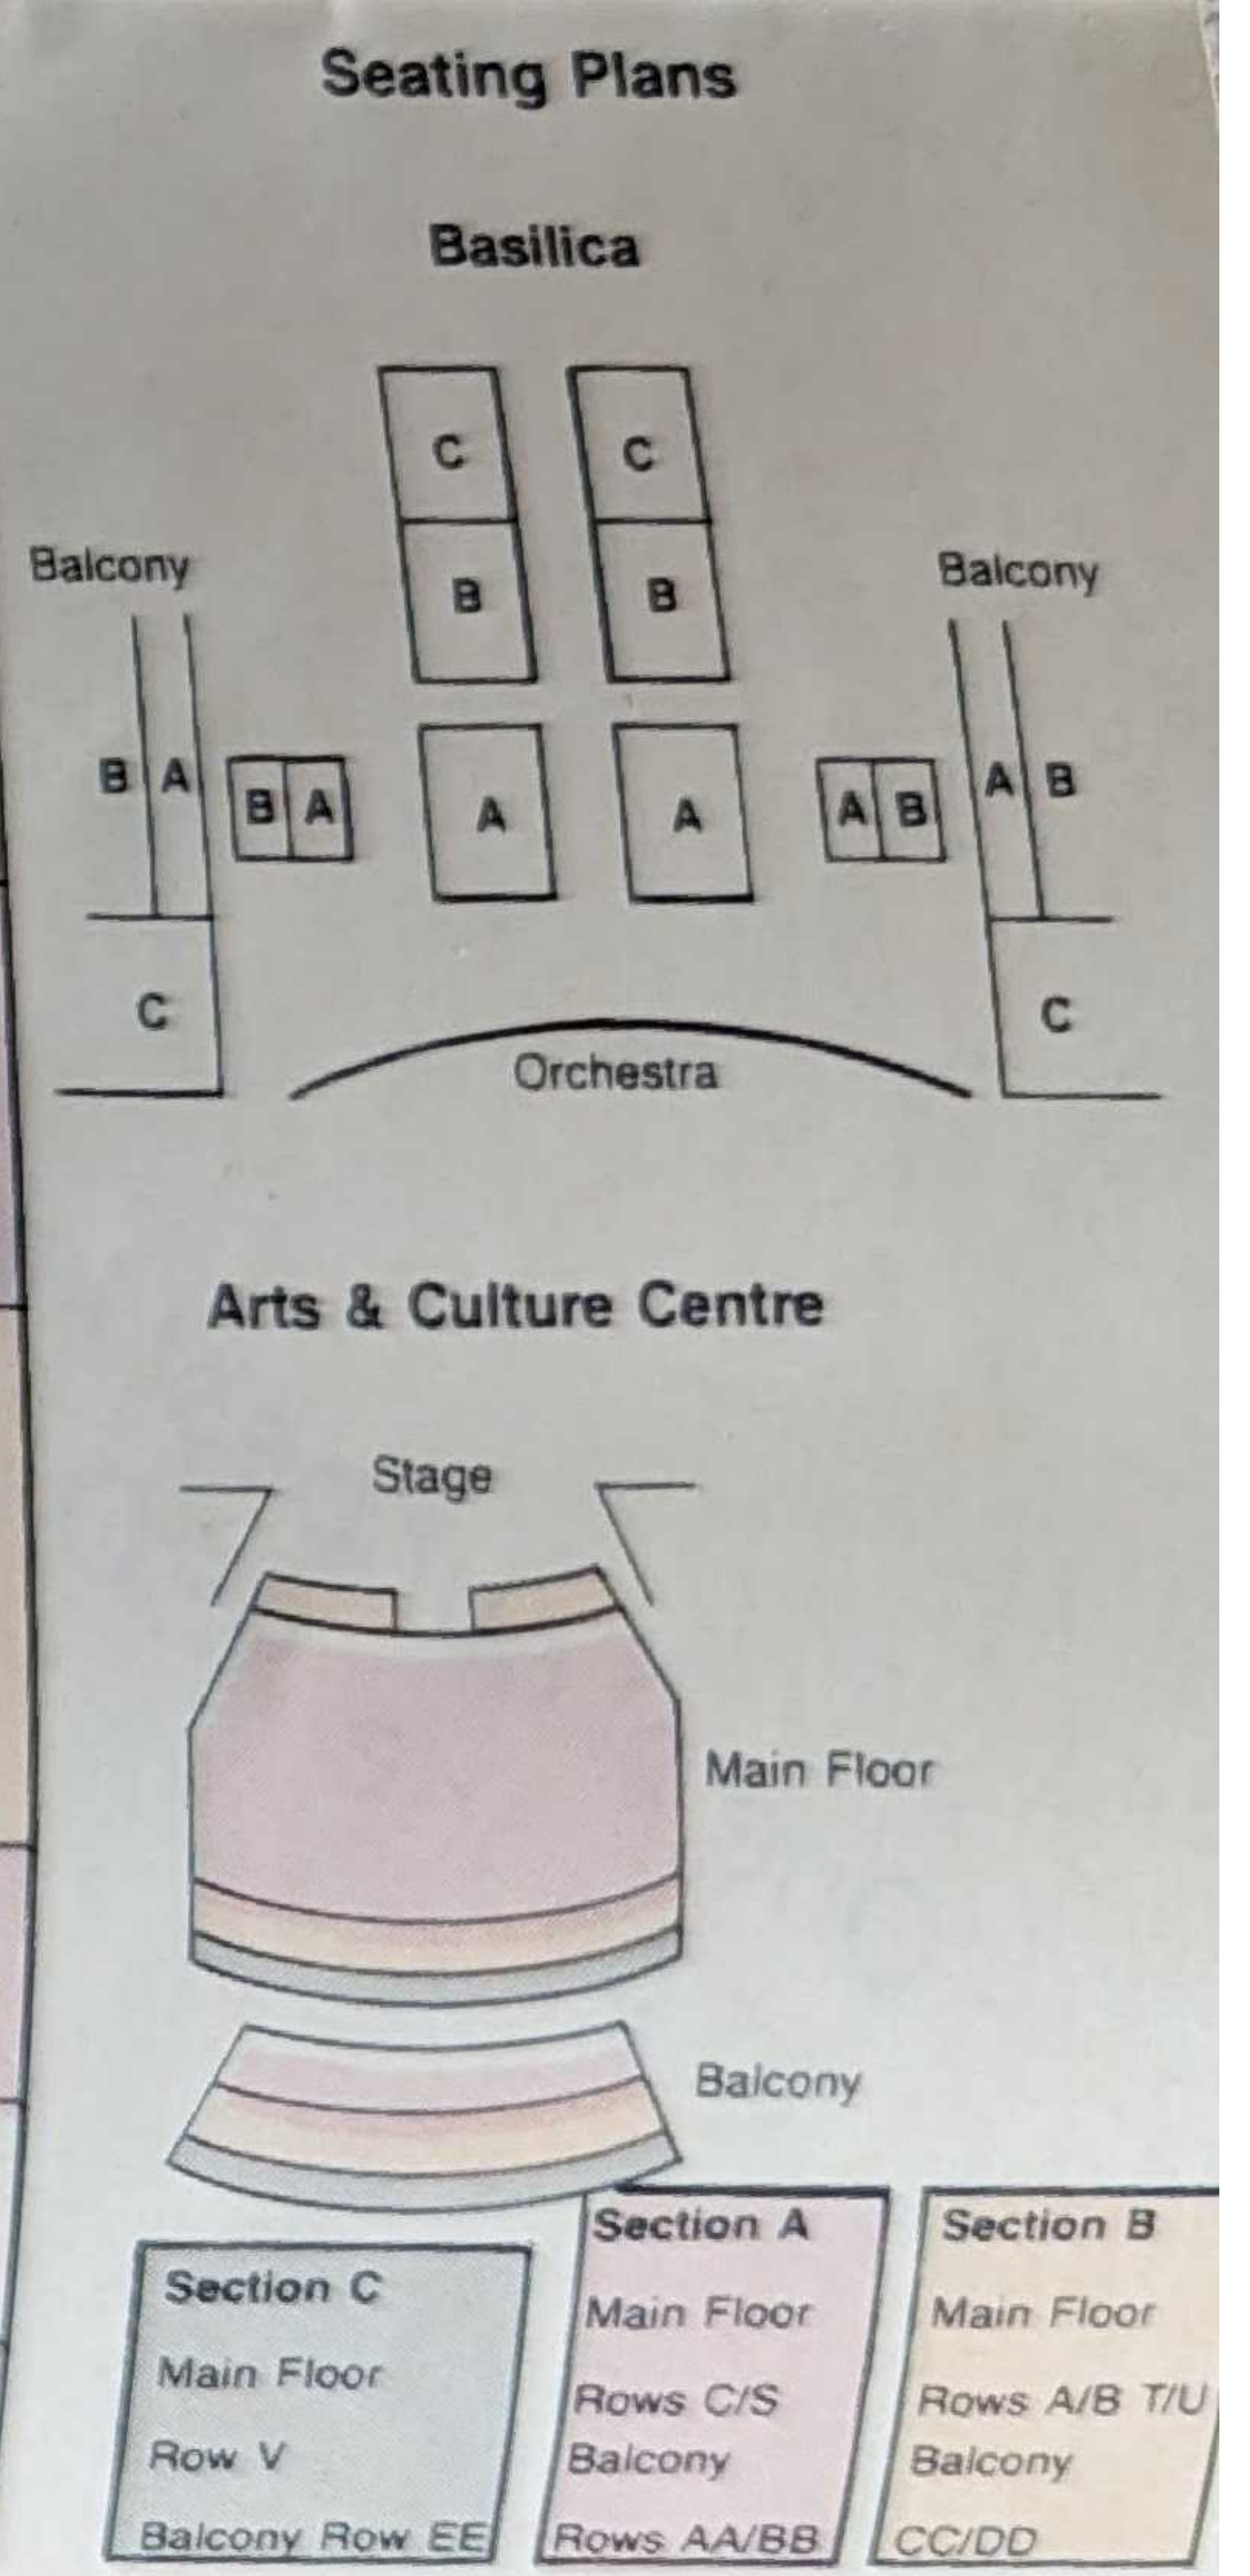 Seating Plans
Basilica
C C
Balcony B B Balcony
B A B A A A A B A B
C C
Orchestra
Arts & Culture Centre
Stage
Main Floor
Balcony
Section C
Main Floor
Row V
Balcony Row EE
Section A
Main Floor
Rows C/S
Balcony
Rows AA/BB
Section B
Main Floor
Rows A/B T/U
Balcony
CC/DD